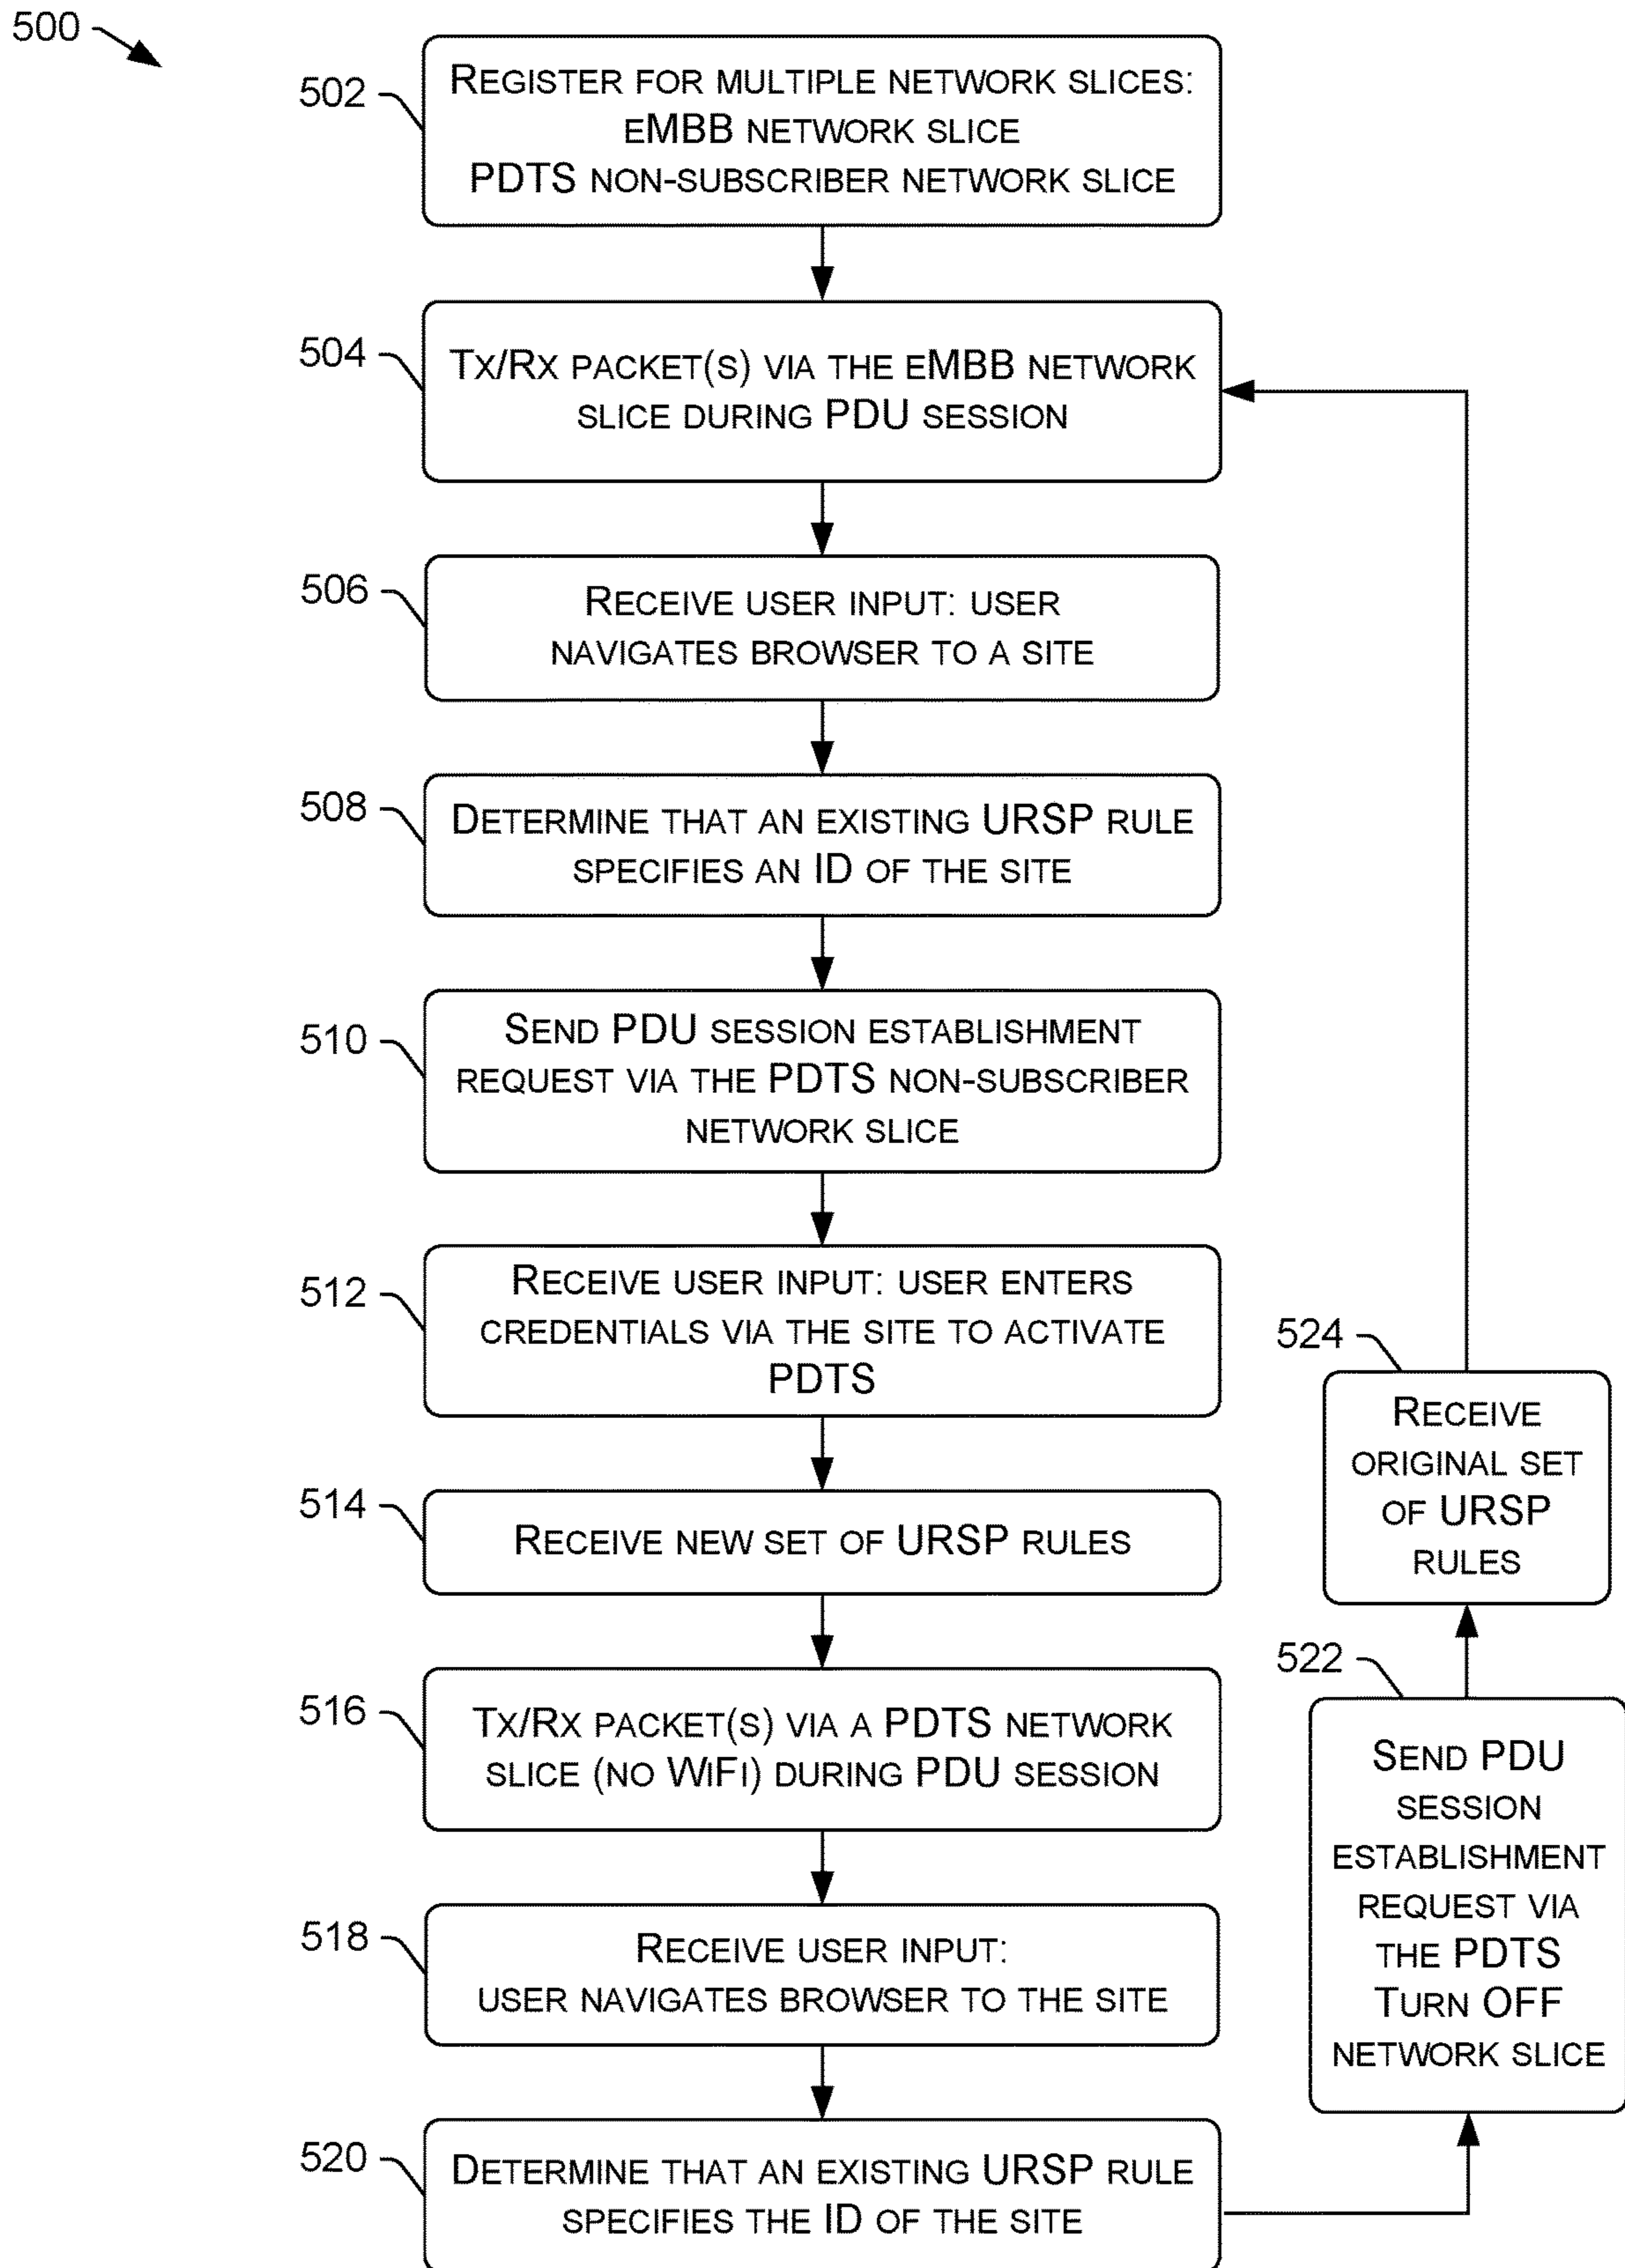 500
502
REGISTER FOR MULTIPLE NETWORK SLICES:
EMBB NETWORK SLICE
PDTS NON-SUBSCRIBER NETWORK SLICE
504
TX/RX PACKET(S) VIA THE EMBB NETWORK
SLICE DURING PDU SESSION
506
RECEIVE USER INPUT: USER
NAVIGATES BROWSER TO A SITE
508
DETERMINE THAT AN EXISTING URSP RULE
SPECIFIES AN ID OF THE SITE
510
SEND PDU SESSION ESTABLISHMENT
REQUEST VIA THE PDTS NON-SUBSCRIBER
NETWORK SLICE
512
RECEIVE USER INPUT: USER ENTERS
CREDENTIALS VIA THE SITE TO ACTIVATE
PDTS
514
RECEIVE NEW SET OF URSP RULES
516
TX/RX PACKET(S) VIA A PDTS NETWORK
SLICE (NO WIFI) DURING PDU SESSION
518
RECEIVE USER INPUT:
USER NAVIGATES BROWSER TO THE SITE
520
DETERMINE THAT AN EXISTING URSP RULE
SPECIFIES THE ID OF THE SITE
522
SEND PDU
SESSION
ESTABLISHMENT
REQUEST VIA
THE PDTS
TURN OFF
NETWORK SLICE
524
RECEIVE
ORIGINAL SET
OF URSP
RULES